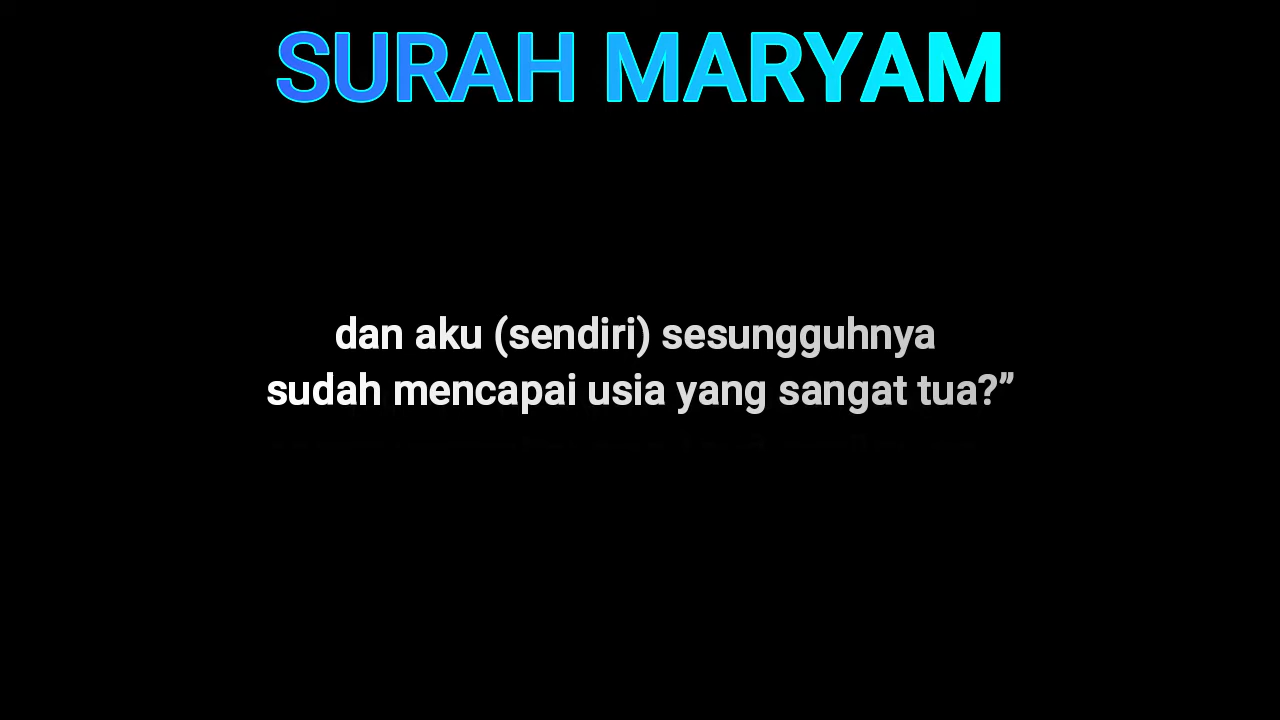 SURAH MARYAM
dan aku (sendiri) sesungguhnya
sudah mencapai usia yang sangat tua?”